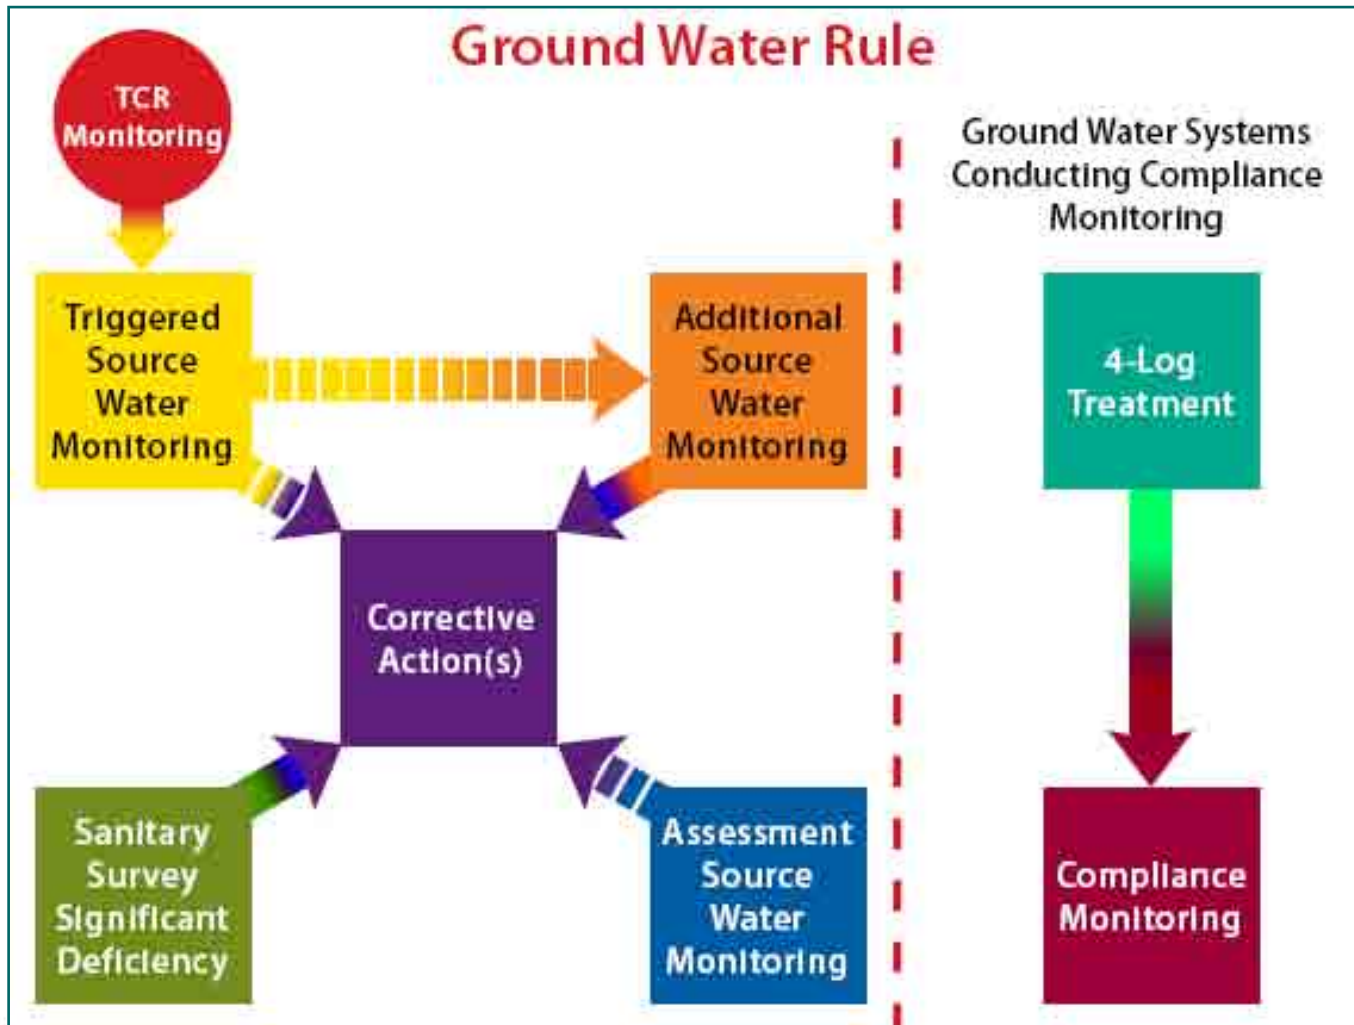 Ground Water Rule
TCR
Monitoring
Triggered
Source
Water
Monitoring
Additional
Source
Water
Monitoring
Corrective
Action(s)
Sanitary
Survey
Significant
Deficiency
Assessment
Source
Water
Monitoring
Ground Water Systems
Conducting Compliance
Monitoring
4-Log
Treatment
Compliance
Monitoring